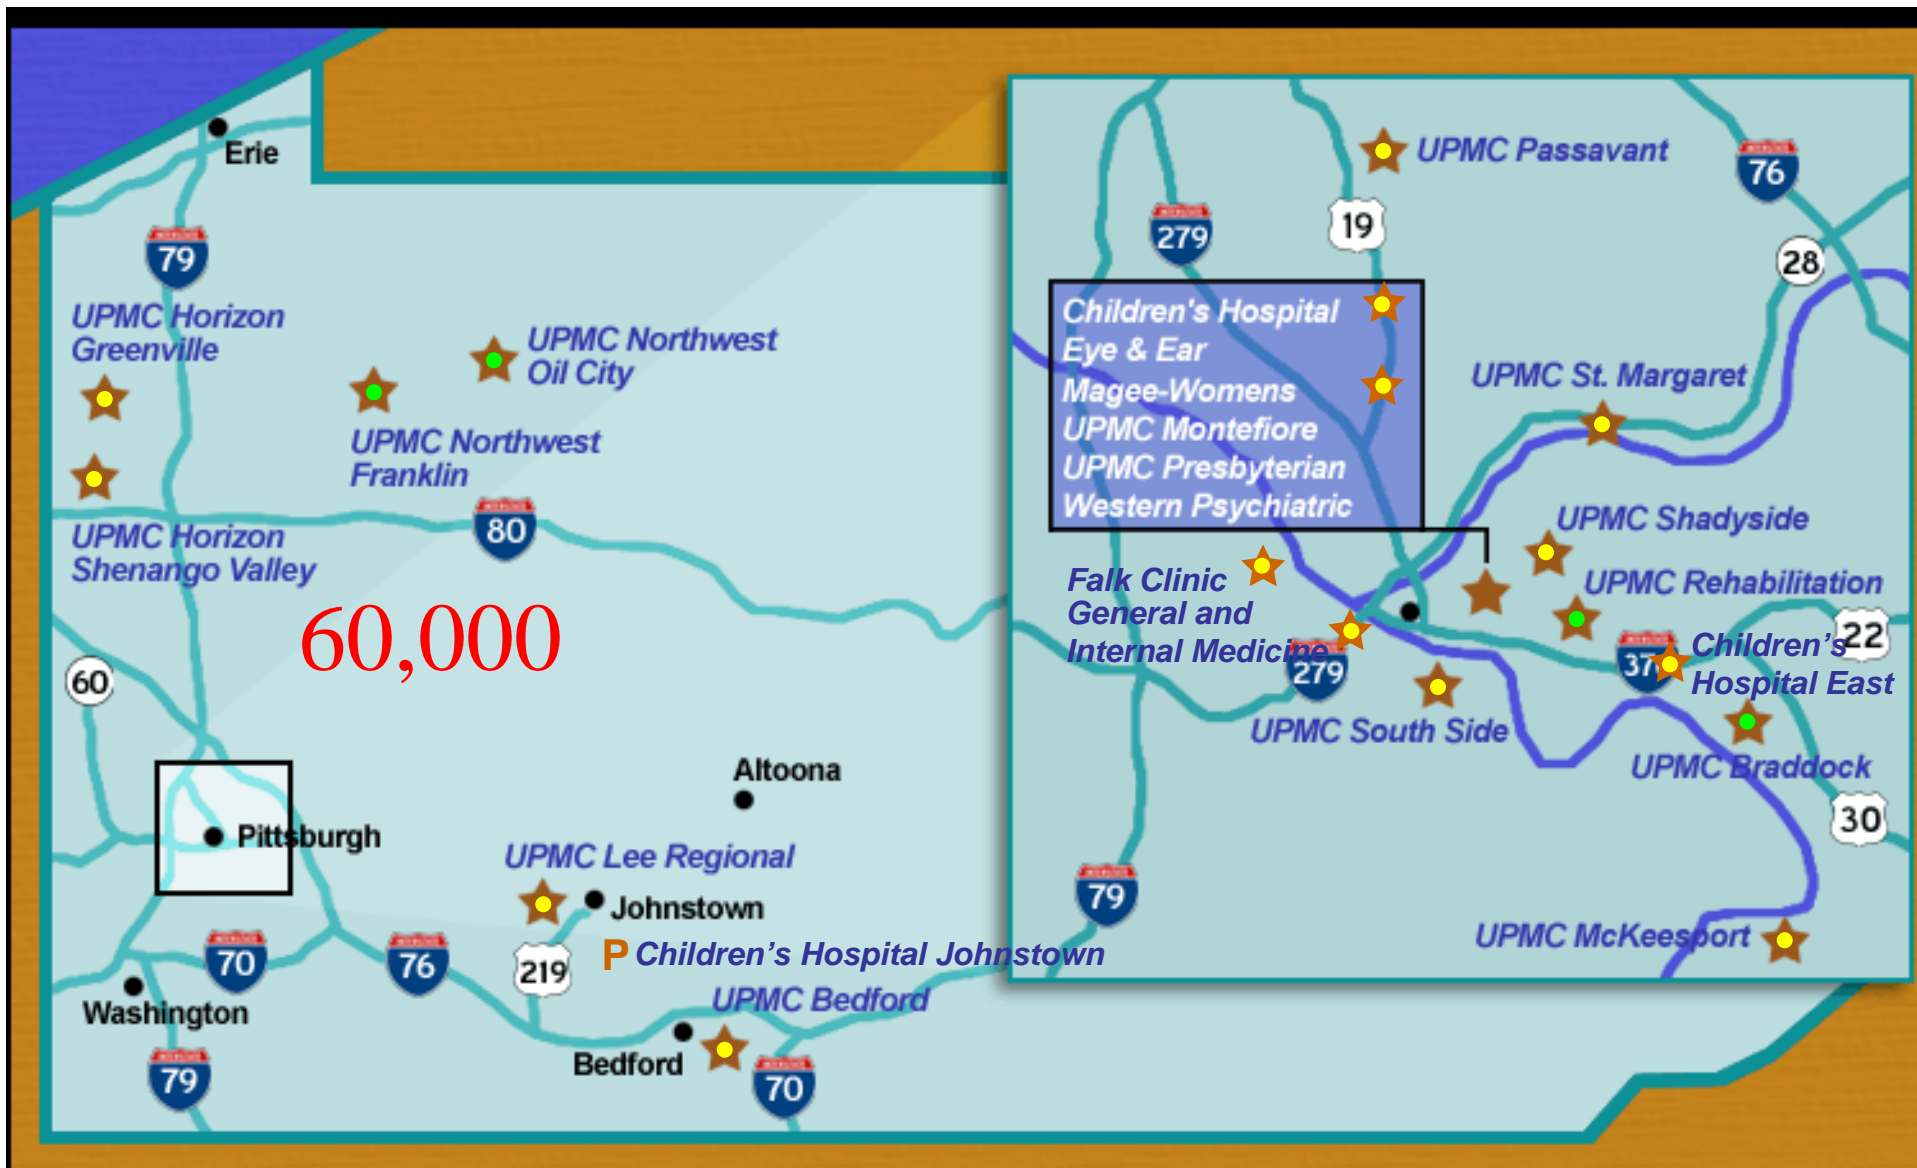 Erie
79
UPMC Horizon
Greenville
UPMC Northwest
Oil City
UPMC Northwest
Franklin
80
UPMC Horizon
Shenango Valley
60,000
60
Pittsburgh
Altoona
UPMC Lee Regional
Johnstown
P Children’s Hospital Johnstown
70
76
219
Washington
UPMC Bedford
Bedford
79
70
UPMC Passavant
76
279
19
28
Children's Hospital
Eye & Ear
Magee-Womens
UPMC Montefiore
UPMC Presbyterian
Western Psychiatric
UPMC St. Margaret
UPMC Shadyside
UPMC Rehabilitation
Falk Clinic
General and
Internal Medicine
279
22
37
Children’s
Hospital East
UPMC South Side
UPMC Braddock
30
79
UPMC McKeesport